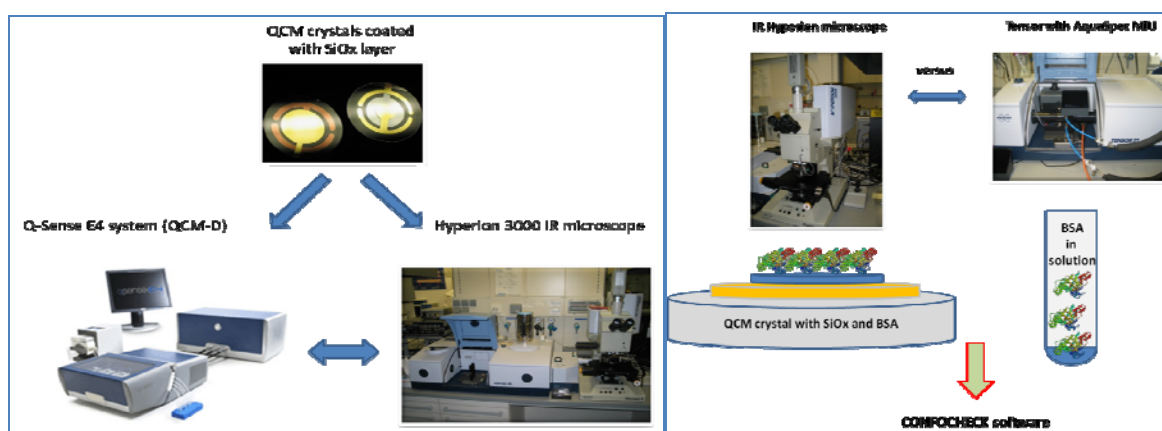 QCM crystals coated
with SiOx layer
Q-Sense E4 system (QCM-D)
Hyperion 3000 IR microscope
IR Hyperion microscope
versus
Tensor with AquaSpec MIU
BSA
in
solution
QCM crystal with SiOx and BSA
CONFOCHECK software